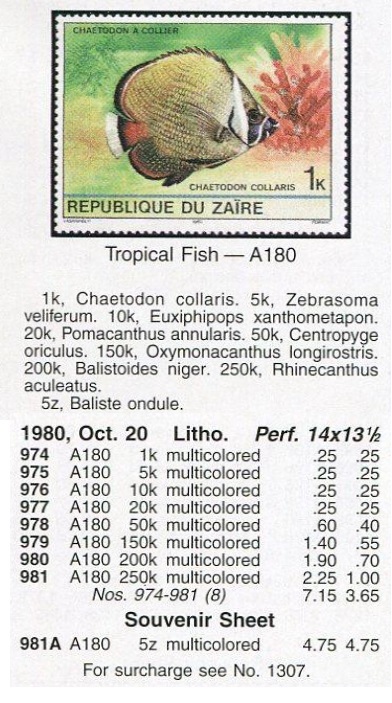 CHAETODON A COLLIER
CHAETODON COLLARIS
1K
REPUBLIQUE DU ZAÏRE
Tropical Fish — A180
1k, Chaetodon collaris. 5k, Zebrasoma
veliferum. 10k, Euxiphipops xanthometapon.
20k, Pomacanthus annularis. 50k, Centropyge
oriculus. 150k, Oxymonacanthus longirostris.
200k, Balistoides niger. 250k, Rhinecanthus
aculeatus.
5z, Baliste ondule.
1980, Oct. 20 Litho. Perf. 14x13½
974 A180 1k multicolored .25 .25
975 A180 5k multicolored .25 .25
976 A180 10k multicolored .25 .25
977 A180 20k multicolored .25 .25
978 A180 50k multicolored .60 .40
979 A180 150k multicolored 1.40 .55
980 A180 200k multicolored 1.90 .70
981 A180 250k multicolored 2.25 1.00
Nos. 974-981 (8) 7.15 3.65
Souvenir Sheet
981A A180 5z multicolored 4.75 4.75
For surcharge see No. 1307.